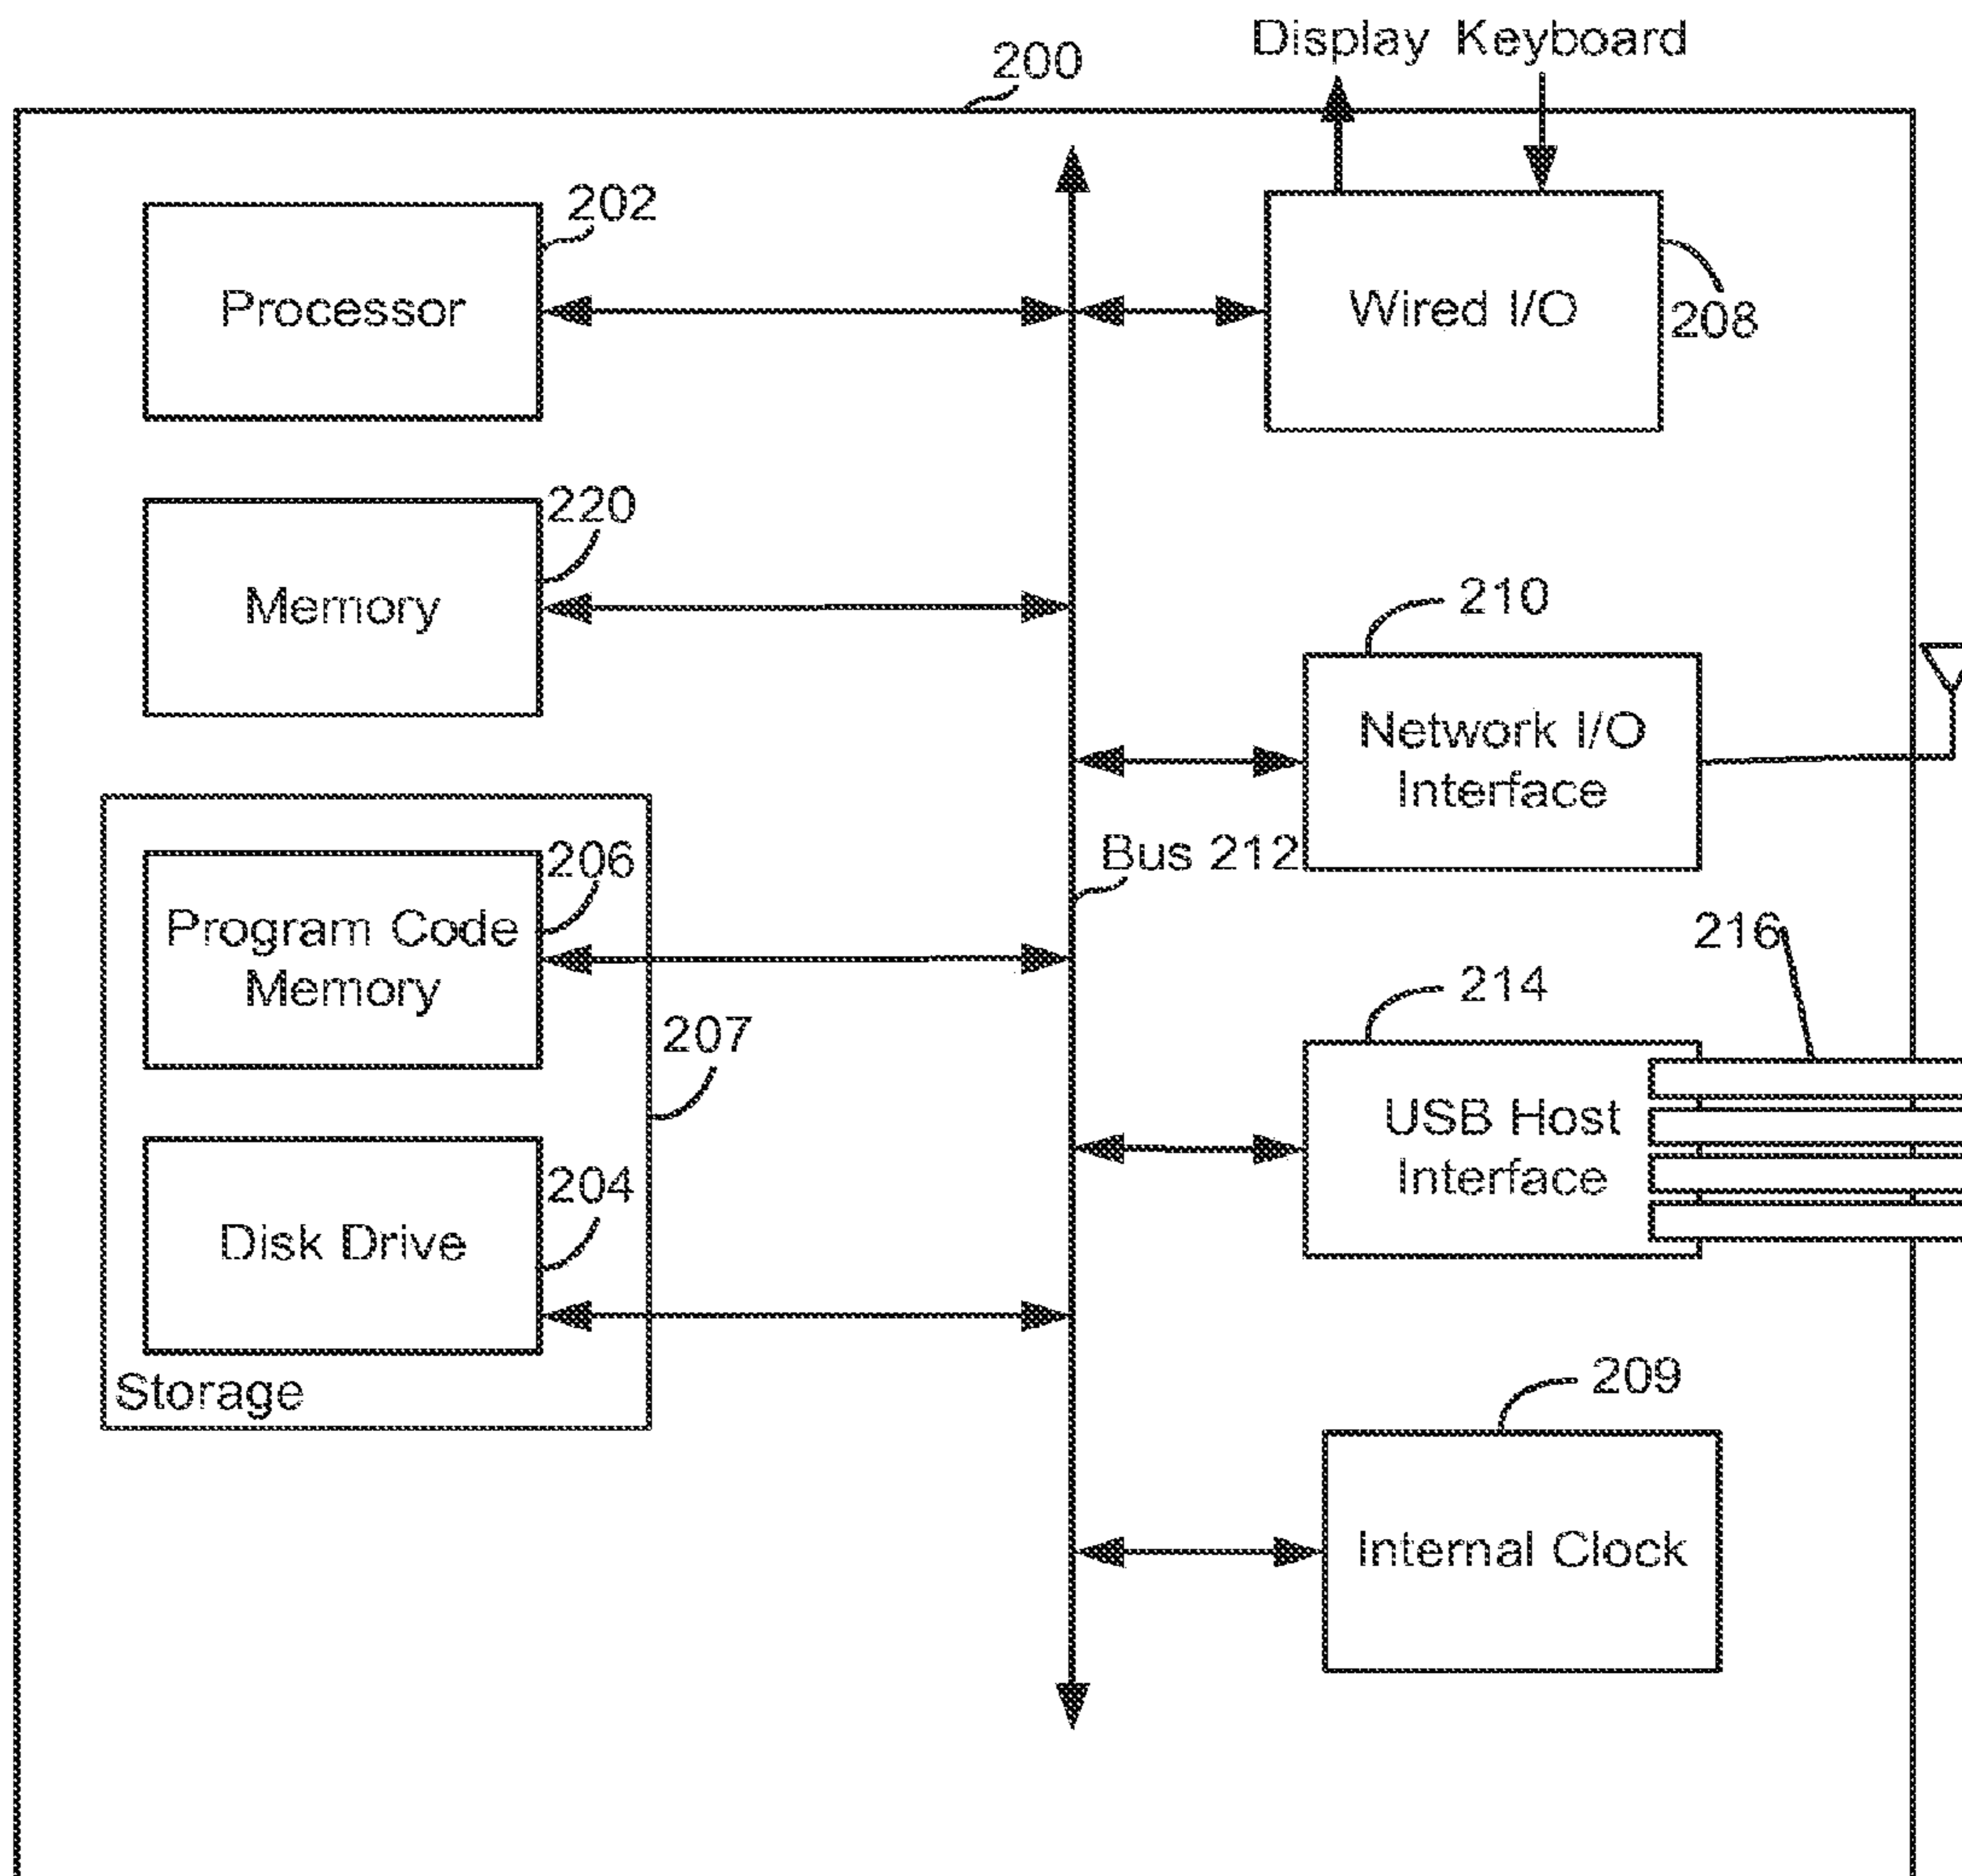 Display Keyboard
200
202
Processor
Wired I/O
208
220
Memory
210
Network I/O
Interface
206
Program Code
Memory
Bus 212
216
214
207
USB Host
Interface
204
Disk Drive
Storage
209
Internal Clock